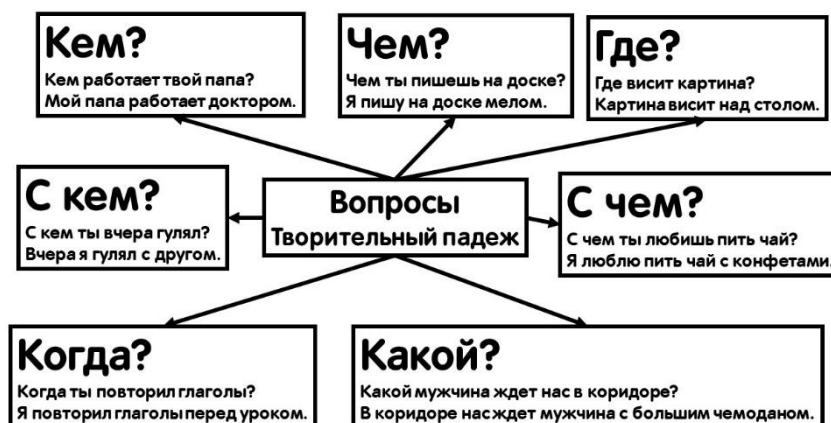 Кем?
Кем работает твой папа?
Мой папа работает доктором.
Чем?
Чем ты пишешь на доске?
Я пишу на доске мелом.
Где?
Где висит картина?
Картина висит над столом.
С кем?
С кем ты вчера гулял?
Вчера я гулял с другом.
Вопросы
Творительный падеж
С чем?
С чем ты любишь пить чай?
Я люблю пить чай с конфетами.
Когда?
Когда ты повторил глаголы?
Я повторил глаголы перед уроком.
Какой?
Какой мужчина ждет нас в коридоре?
В коридоре нас ждет мужчина с большим чемоданом.